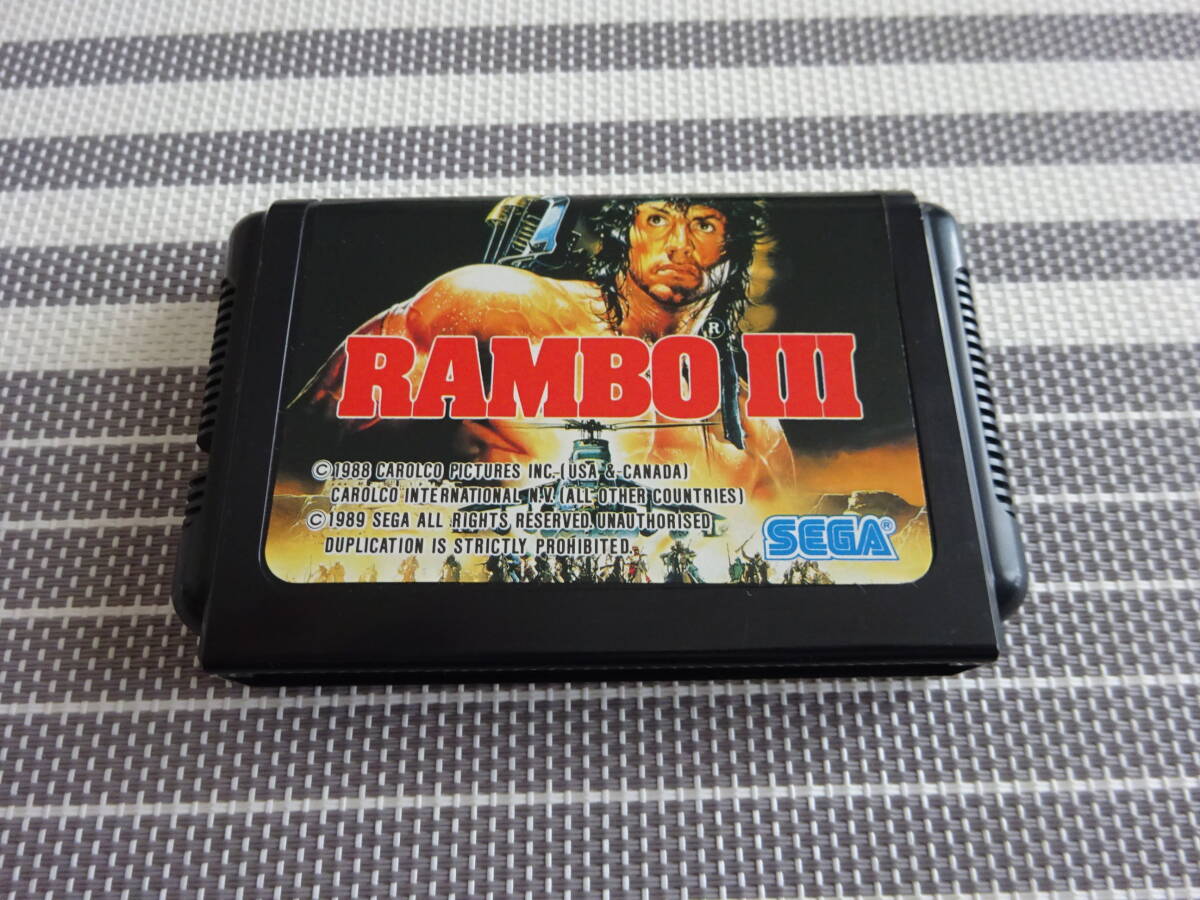 RAMBO III ®
©1988 CAROLCO PICTURES INC. (USA & CANADA)
CAROLCO INTERNATIONAL N.V. (ALL OTHER COUNTRIES)
©1989 SEGA ALL RIGHTS RESERVED. UNAUTHORISED
DUPLICATION IS STRICTLY PROHIBITED.
SEGA®